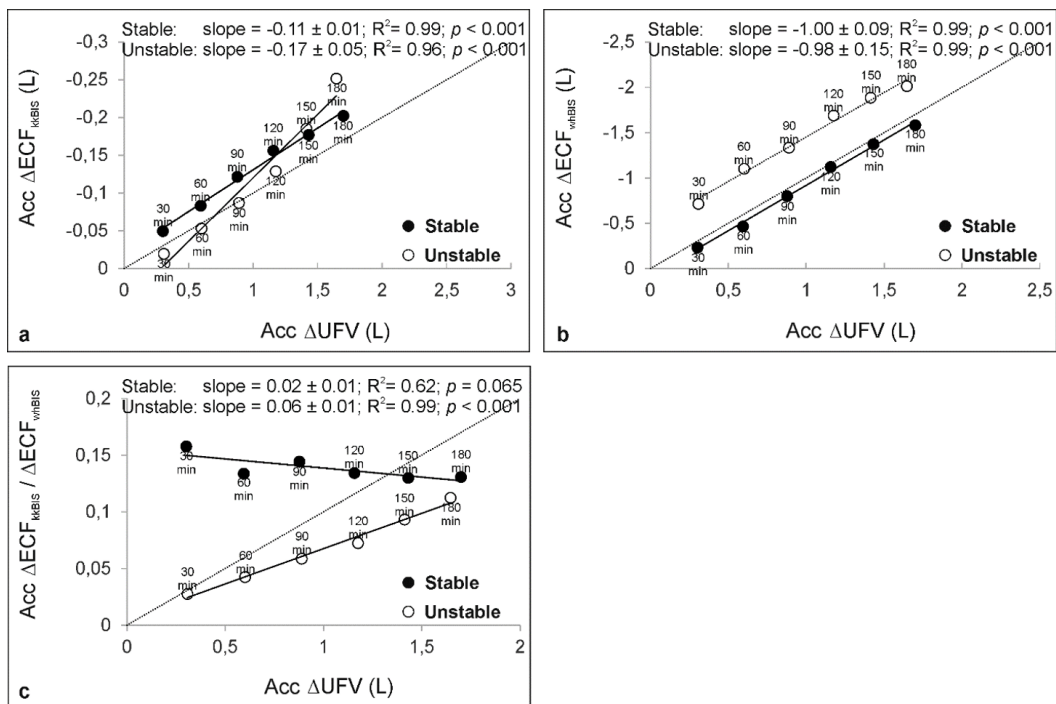 Stable: slope = -0.11 ± 0.01; R²= 0.99; p < 0.001
Unstable: slope = -0.17 ± 0.05; R²= 0.96; p < 0.001
Acc ΔECF kkBIS (L)
-0,3
-0,25
-0,2
-0,15
-0,1
-0,05
0
30 min
60 min
90 min
120 min
150 min
180 min
30 min
60 min
90 min
120 min
150 min
180 min
Stable
Unstable
0
0,5
1
1,5
2
2,5
3
Acc ΔUFV (L)
a
Stable: slope = -1.00 ± 0.09; R²= 0.99; p < 0.001
Unstable: slope = -0.98 ± 0.15; R²= 0.99; p < 0.001
Acc ΔECF whBIS (L)
-2,5
-2
-1,5
-1
-0,5
0
30 min
60 min
90 min
120 min
150 min
180 min
30 min
60 min
90 min
120 min
150 min
180 min
Stable
Unstable
0
0,5
1
1,5
2
2,5
Acc ΔUFV (L)
b
Stable: slope = 0.02 ± 0.01; R²= 0.62; p = 0.065
Unstable: slope = 0.06 ± 0.01; R²= 0.99; p < 0.001
Acc ΔECF kkBIS / ΔECF whBIS
0,2
0,15
0,1
0,05
0
30 min
60 min
90 min
120 min
150 min
180 min
30 min
60 min
90 min
120 min
150 min
180 min
Stable
Unstable
0
0,5
1
1,5
2
Acc ΔUFV (L)
c